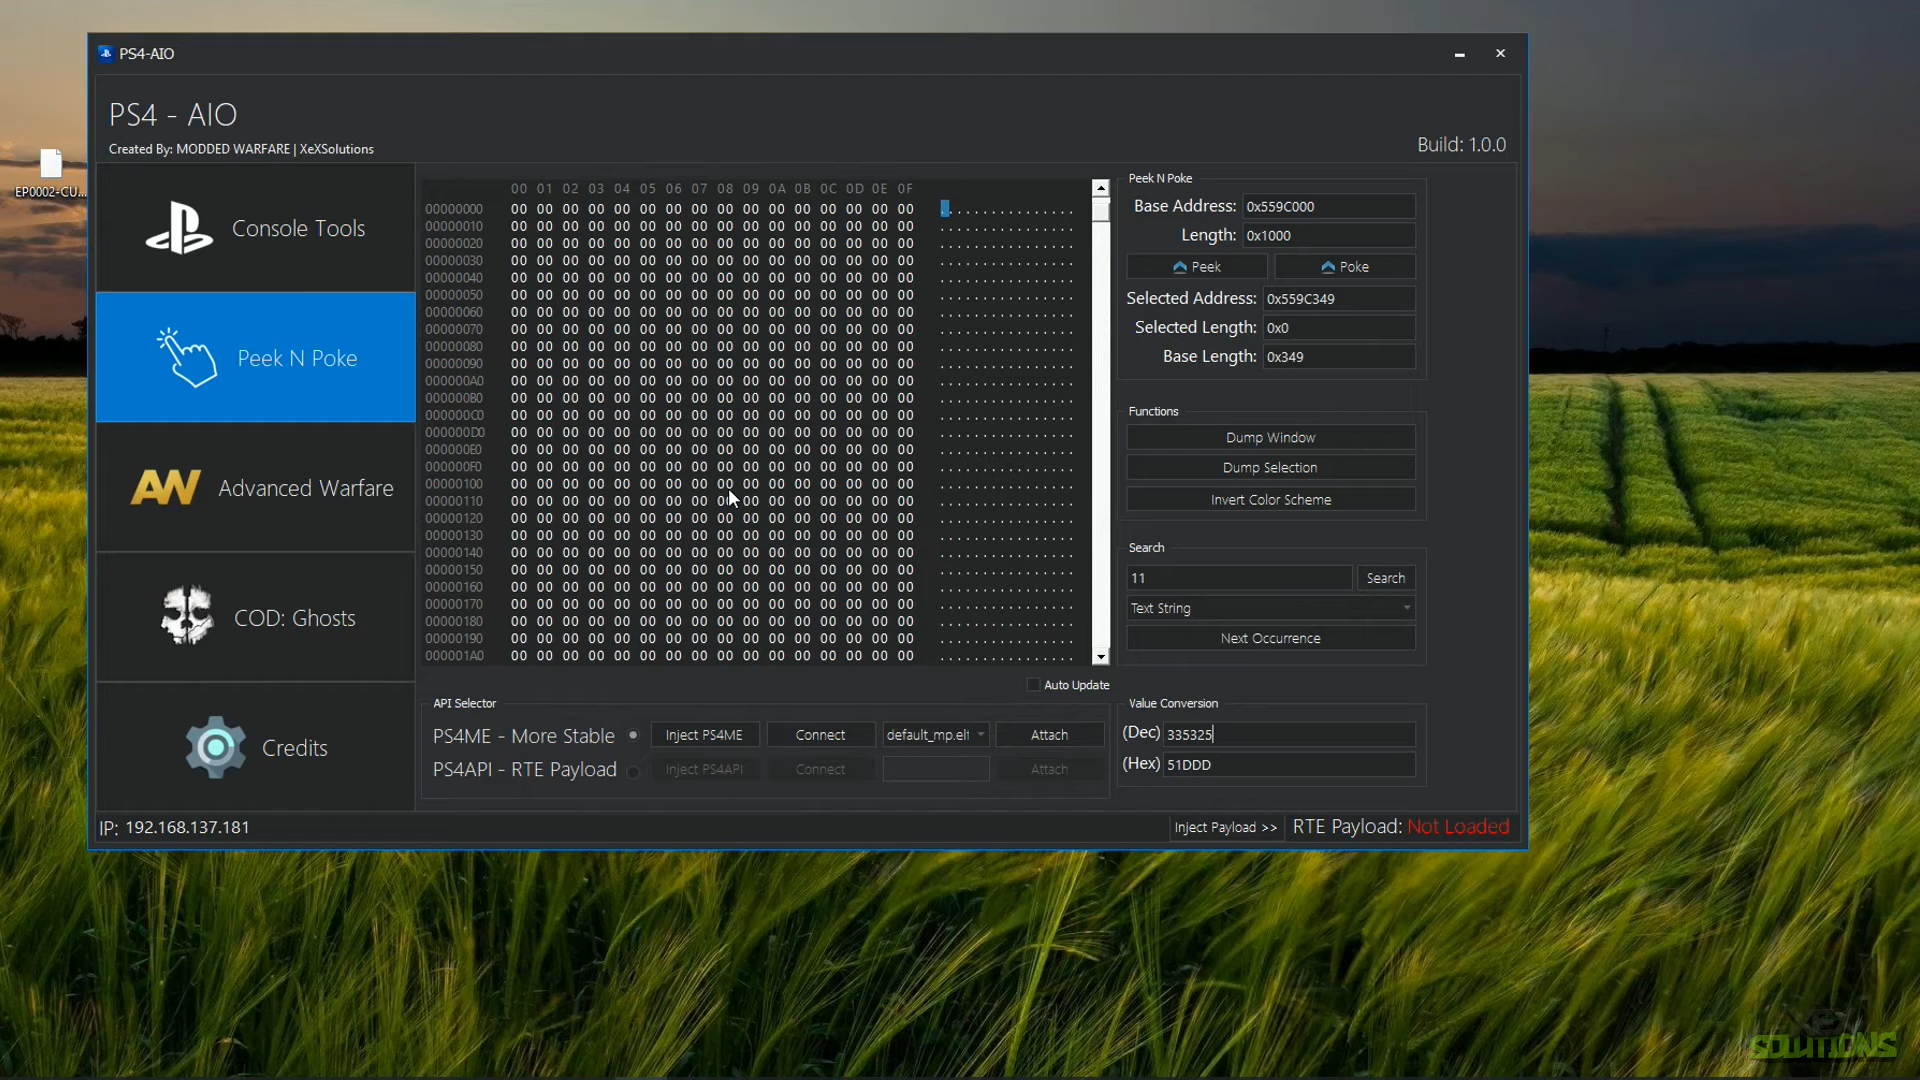 PS4-AIO
PS4 - AIO
Created By: MODDED WARFARE | XeXSolutions
Build: 1.0.0
EP0002-CU...
Console Tools
Peek N Poke
AW Advanced Warfare
COD: Ghosts
Credits
00 01 02 03 04 05 06 07 08 09 0A 0B 0C 0D 0E 0F
00000000 00 00 00 00 00 00 00 00 00 00 00 00 00 00 00 00 ................
00000010 00 00 00 00 00 00 00 00 00 00 00 00 00 00 00 00 ................
00000020 00 00 00 00 00 00 00 00 00 00 00 00 00 00 00 00 ................
00000030 00 00 00 00 00 00 00 00 00 00 00 00 00 00 00 00 ................
00000040 00 00 00 00 00 00 00 00 00 00 00 00 00 00 00 00 ................
00000050 00 00 00 00 00 00 00 00 00 00 00 00 00 00 00 00 ................
00000060 00 00 00 00 00 00 00 00 00 00 00 00 00 00 00 00 ................
00000070 00 00 00 00 00 00 00 00 00 00 00 00 00 00 00 00 ................
00000080 00 00 00 00 00 00 00 00 00 00 00 00 00 00 00 00 ................
00000090 00 00 00 00 00 00 00 00 00 00 00 00 00 00 00 00 ................
000000A0 00 00 00 00 00 00 00 00 00 00 00 00 00 00 00 00 ................
000000B0 00 00 00 00 00 00 00 00 00 00 00 00 00 00 00 00 ................
000000C0 00 00 00 00 00 00 00 00 00 00 00 00 00 00 00 00 ................
000000D0 00 00 00 00 00 00 00 00 00 00 00 00 00 00 00 00 ................
000000E0 00 00 00 00 00 00 00 00 00 00 00 00 00 00 00 00 ................
000000F0 00 00 00 00 00 00 00 00 00 00 00 00 00 00 00 00 ................
00000100 00 00 00 00 00 00 00 00 00 00 00 00 00 00 00 00 ................
00000110 00 00 00 00 00 00 00 00 00 00 00 00 00 00 00 00 ................
00000120 00 00 00 00 00 00 00 00 00 00 00 00 00 00 00 00 ................
00000130 00 00 00 00 00 00 00 00 00 00 00 00 00 00 00 00 ................
00000140 00 00 00 00 00 00 00 00 00 00 00 00 00 00 00 00 ................
00000150 00 00 00 00 00 00 00 00 00 00 00 00 00 00 00 00 ................
00000160 00 00 00 00 00 00 00 00 00 00 00 00 00 00 00 00 ................
00000170 00 00 00 00 00 00 00 00 00 00 00 00 00 00 00 00 ................
00000180 00 00 00 00 00 00 00 00 00 00 00 00 00 00 00 00 ................
00000190 00 00 00 00 00 00 00 00 00 00 00 00 00 00 00 00 ................
000001A0 00 00 00 00 00 00 00 00 00 00 00 00 00 00 00 00 ................
Auto Update
API Selector
PS4ME - More Stable Inject PS4ME Connect default_mp.elf Attach
PS4API - RTE Payload Inject PS4API Connect Attach
Peek N Poke
Base Address: 0x559C000
Length: 0x1000
Peek Poke
Selected Address: 0x559C349
Selected Length: 0x0
Base Length: 0x349
Functions
Dump Window
Dump Selection
Invert Color Scheme
Search
11 Search
Text String
Next Occurrence
Value Conversion
(Dec) 335325
(Hex) 51DDD
IP: 192.168.137.181
Inject Payload >> RTE Payload: Not Loaded
SOLUTIONS